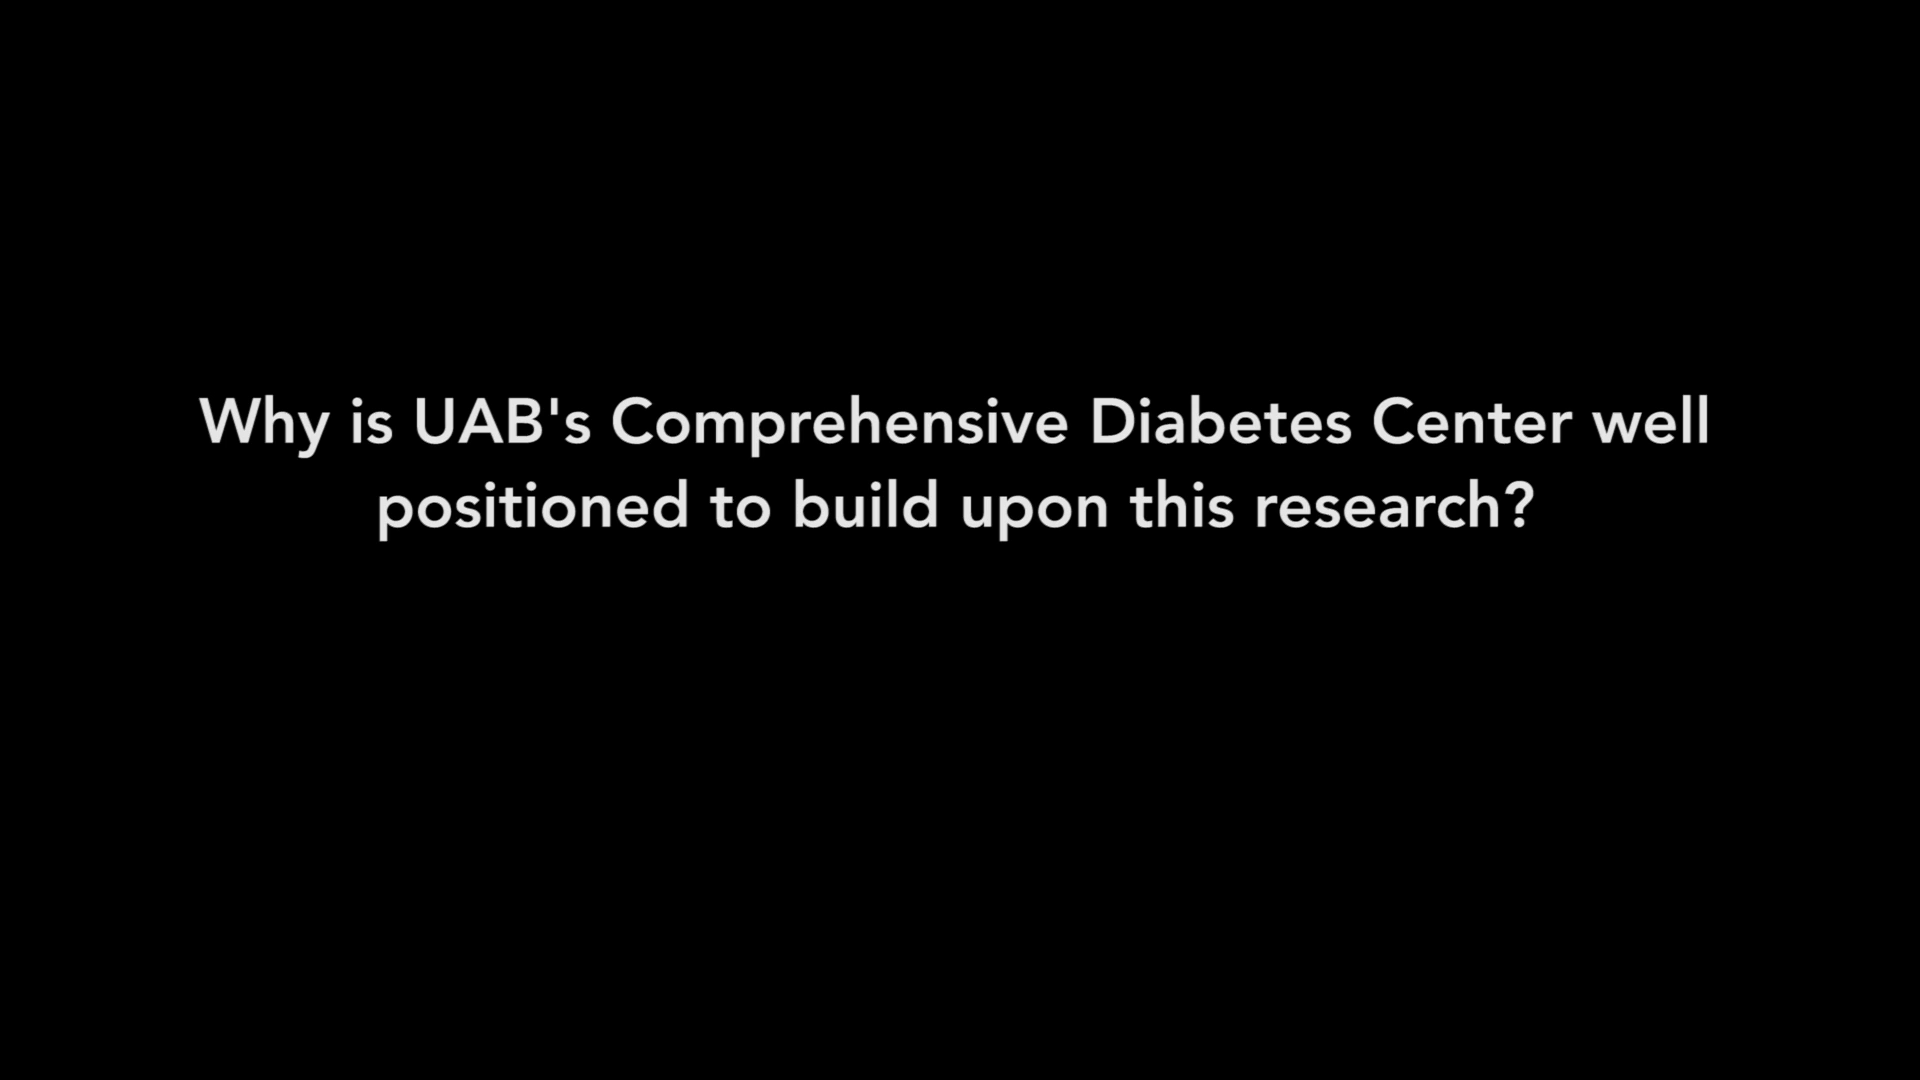 Why is UAB's Comprehensive Diabetes Center well
positioned to build upon this research?